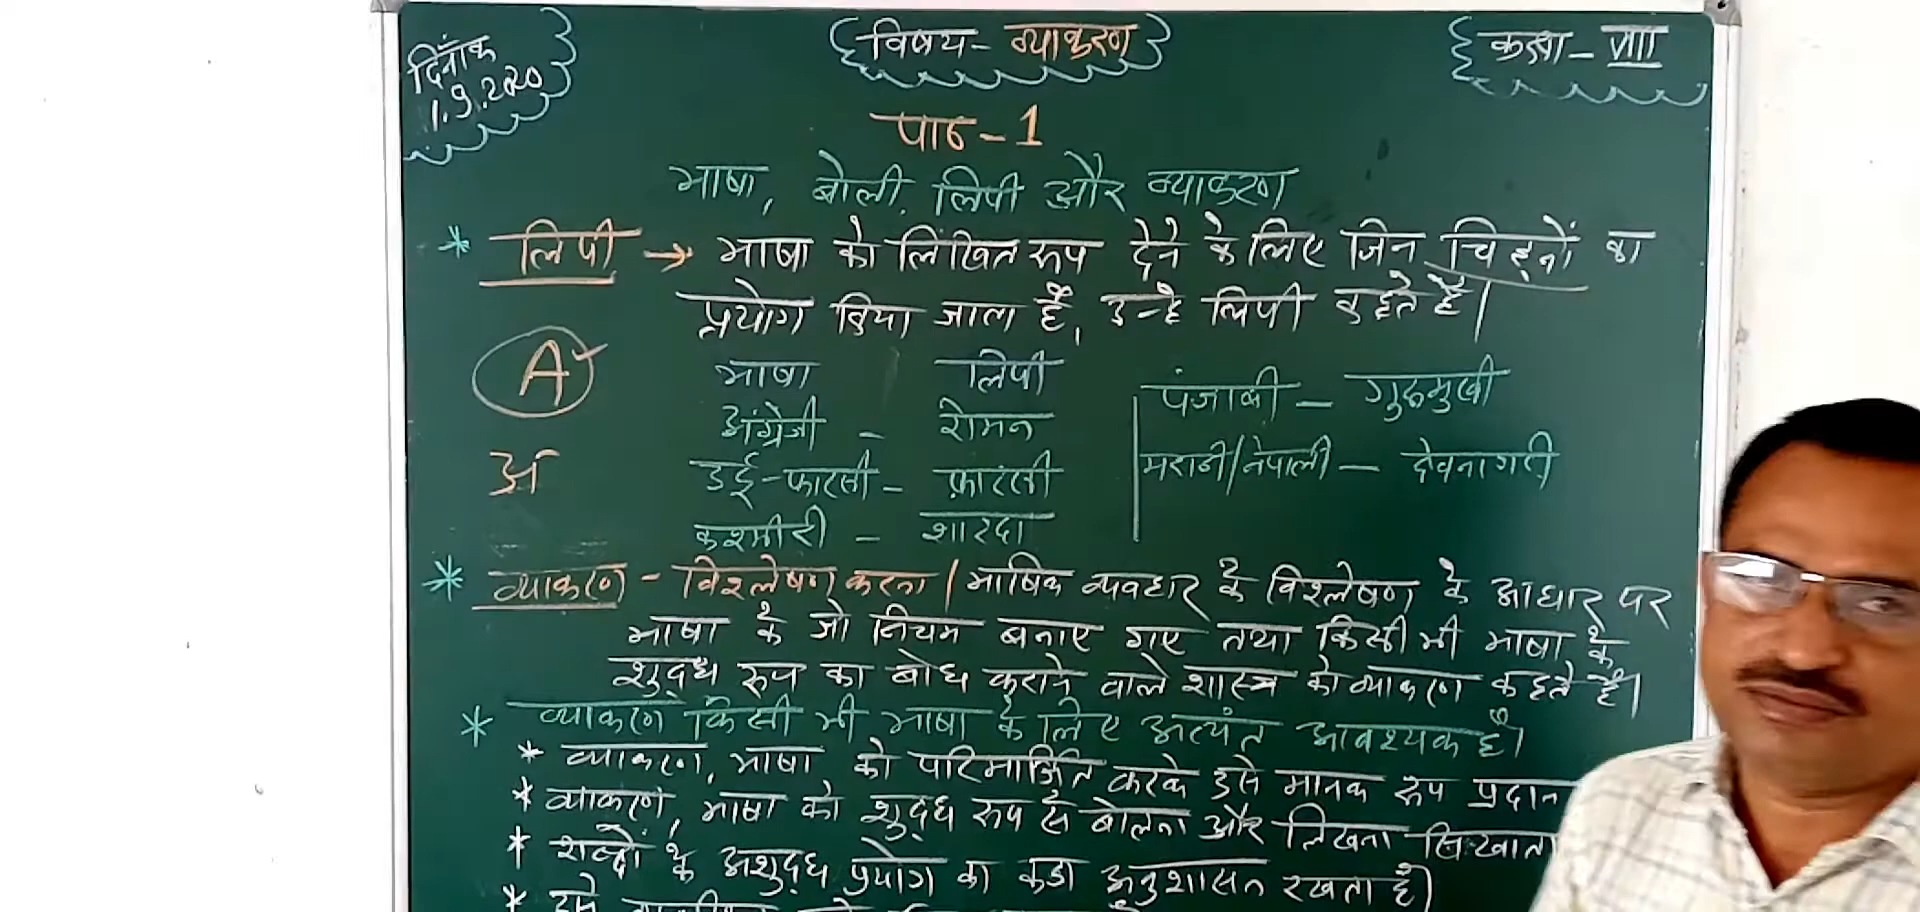 दिनाँक
1.9.2020
विषय- व्याकरण
कक्षा - VIII
पाठ - 1
भाषा, बोली, लिपी और व्याकरण
* लिपी → भाषा को लिखित रूप देने के लिए जिन चिह्नों का
प्रयोग किया जाता है, उन्हे लिपी कहते है।
A
अ
भाषा लिपी
अंग्रेजी - रोमन
उर्दू-फारसी - फ़ारसी
कश्मीरी - शारदा
पंजाबी - गुरूमुखी
मराठी/नेपाली - देवनागरी
* व्याकरण - विश्लेषण करना / भाषिक व्यवहार के विश्लेषण के आधार पर
भाषा के जो नियम बनाए गए तथा किसी भी भाषा के
शुद्ध रूप का बोध कराने वाले शास्त्र को व्याकरण कहते है।
* व्याकरण किसी भी भाषा के लिए अत्यंत आवश्यक है।
* व्याकरण, भाषा को परिमार्जित करके उसे मानक रूप प्रदान
* व्याकरण, भाषा को शुद्ध रूप से बोलना और लिखना सिखाता
* शब्दों के अशुद्ध प्रयोग का कडा अनुशासन रखता है।